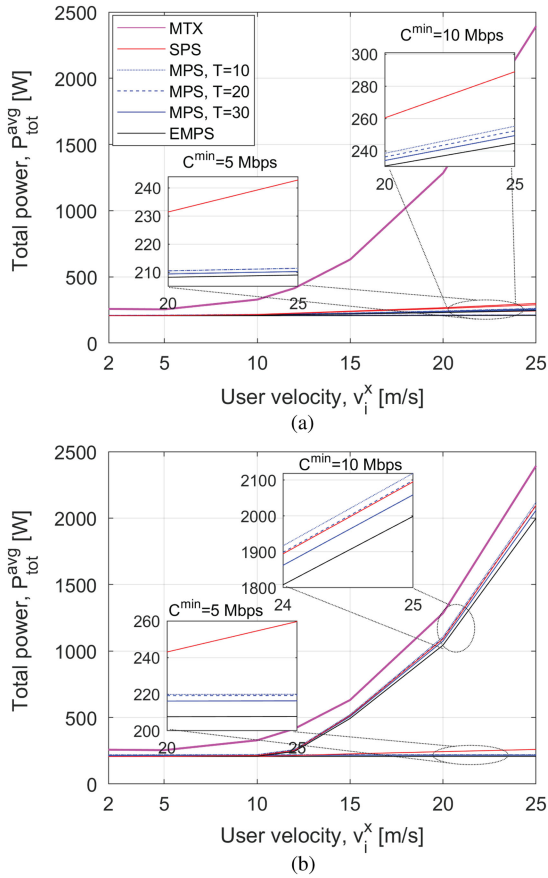 2500
2000
1500
1000
500
0
Total power, P_tot^avg [W]
MTX
SPS
MPS, T=10
MPS, T=20
MPS, T=30
EMPS
C^min=10 Mbps
300
280
260
240
20
25
C^min=5 Mbps
240
230
220
210
20
25
2 5 10 15 20 25
User velocity, v_i^x [m/s]
(a)
2500
2000
1500
1000
500
0
Total power, P_tot^avg [W]
C^min=10 Mbps
2100
2000
1900
1800
24
25
C^min=5 Mbps
260
240
220
200
20
25
2 5 10 15 20 25
User velocity, v_i^x [m/s]
(b)